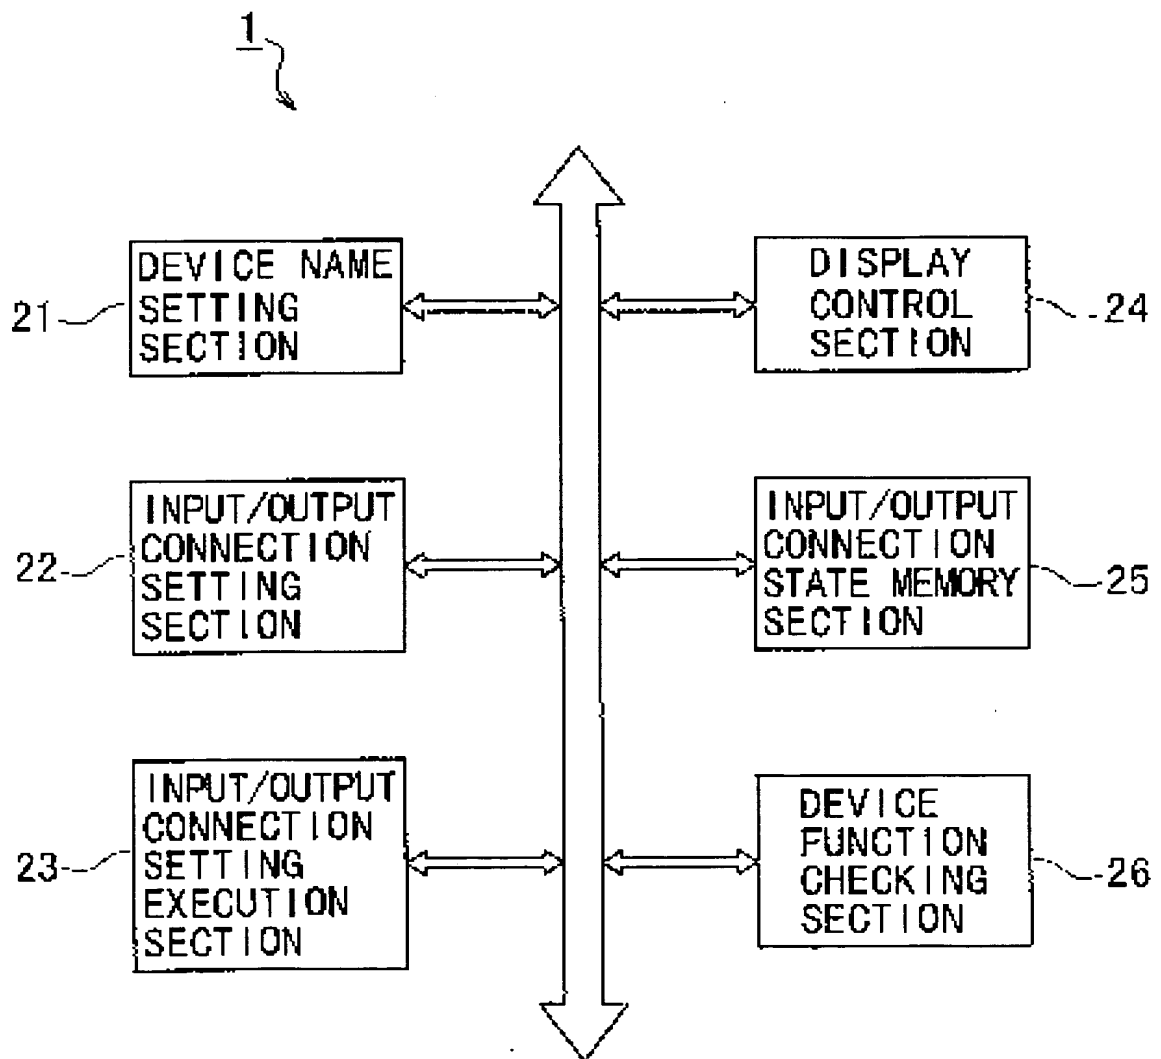 1
DEVICE NAME
SETTING
SECTION
21
DISPLAY
CONTROL
SECTION
24
INPUT/OUTPUT
CONNECTION
SETTING
SECTION
22
INPUT/OUTPUT
CONNECTION
STATE MEMORY
SECTION
25
INPUT/OUTPUT
CONNECTION
SETTING
EXECUTION
SECTION
23
DEVICE
FUNCTION
CHECKING
SECTION
26